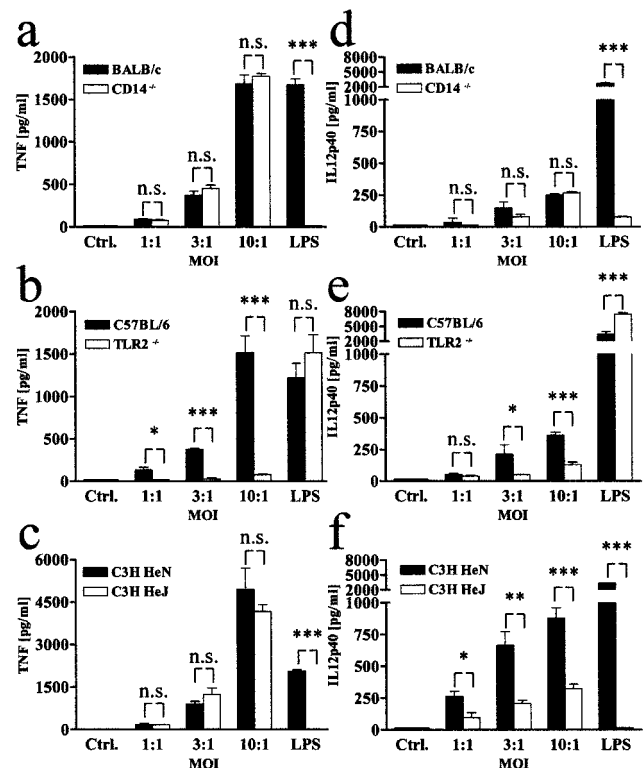 a
n.s. ***
2000
BALB/c
CD14 -/-
1500
TNF [pg/ml]
1000
500
n.s. n.s.
0
Ctrl. 1:1 3:1 10:1 LPS
MOI
d
***
8000
5000
2000
BALB/c
CD14 -/-
1000
IL12p40 [pg/ml]
750
500
250
n.s. n.s. n.s.
0
Ctrl. 1:1 3:1 10:1 LPS
MOI
b
*** n.s.
2000
C57BL/6
TLR2 -/-
1500
TNF [pg/ml]
1000
500
* ***
0
Ctrl. 1:1 3:1 10:1 LPS
MOI
e
***
8000
5000
2000
C57BL/6
TLR2 -/-
1000
IL12p40 [pg/ml]
750
500
250
n.s. * ***
0
Ctrl. 1:1 3:1 10:1 LPS
MOI
c
n.s.
6000
C3H HeN
C3H HeJ
4500
TNF [pg/ml]
3000
1500
n.s. n.s. ***
0
Ctrl. 1:1 3:1 10:1 LPS
MOI
f
***
8000
5000
2000
C3H HeN
C3H HeJ
1000
IL12p40 [pg/ml]
750
500
250
* ** ***
0
Ctrl. 1:1 3:1 10:1 LPS
MOI